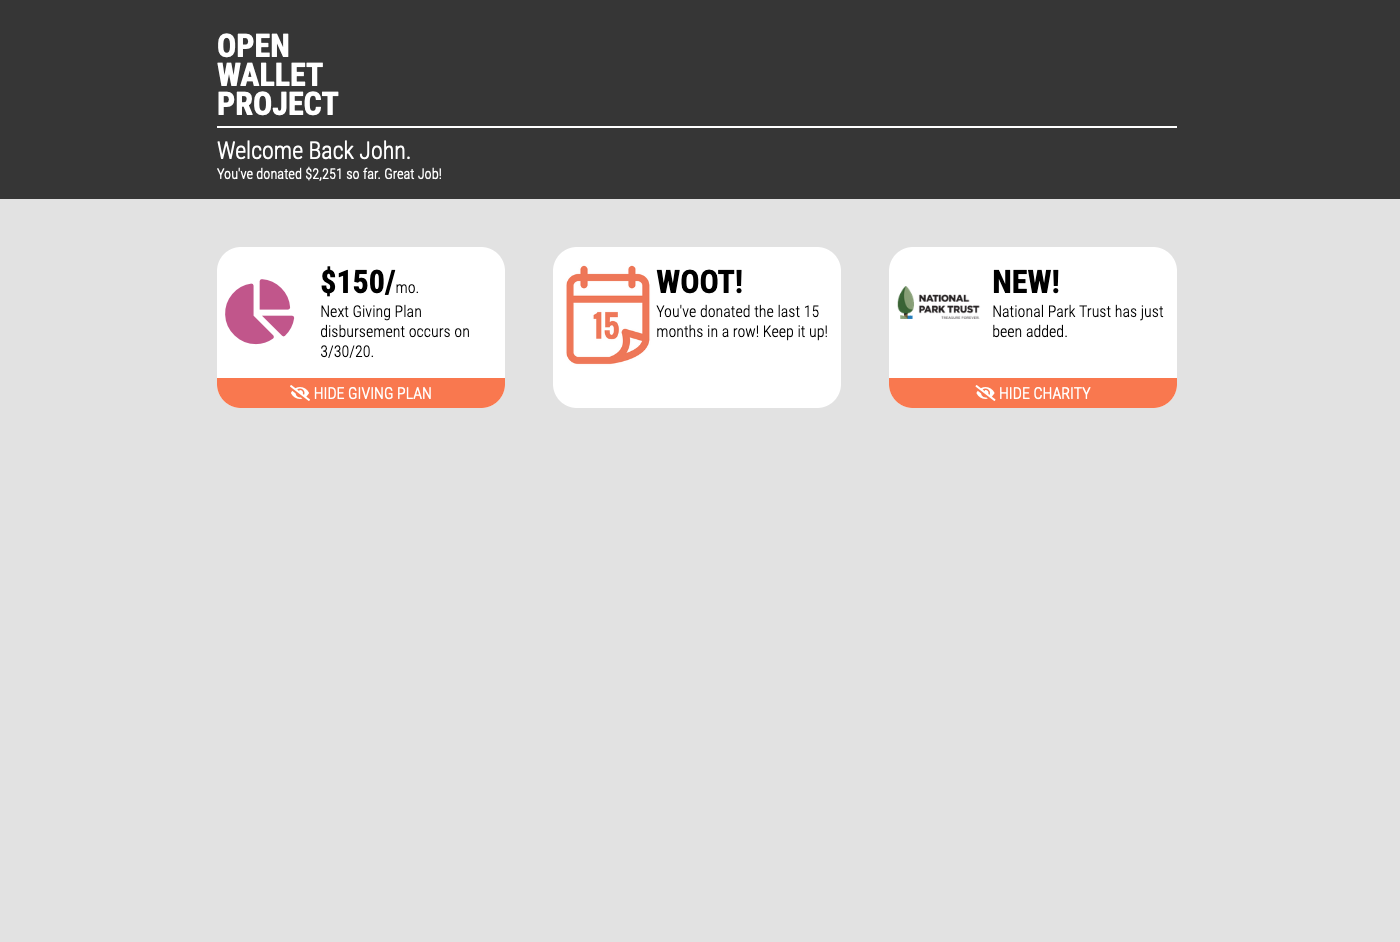 OPEN
WALLET
PROJECT
Welcome Back John.
You've donated $2,251 so far. Great Job!
$150/mo.
Next Giving Plan
disbursement occurs on
3/30/20.
HIDE GIVING PLAN
15
WOOT!
You've donated the last 15
months in a row! Keep it up!
NATIONAL
PARK TRUST
TREASURE FOREVER
NEW!
National Park Trust has just
been added.
HIDE CHARITY